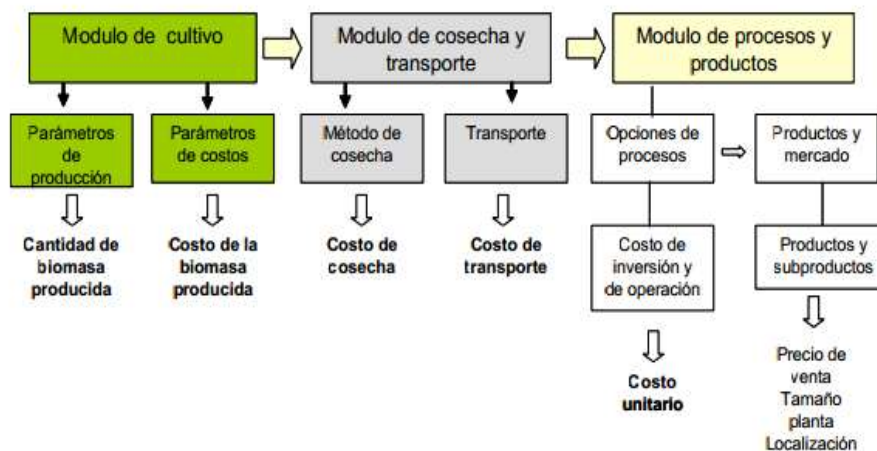 Modulo de cultivo
Modulo de cosecha y
transporte
Modulo de procesos y
productos
Parámetros
de
producción
Parámetros
de costos
Método de
cosecha
Transporte
Opciones de
procesos
Productos y
mercado
Cantidad de
biomasa
producida
Costo de la
biomasa
producida
Costo de
cosecha
Costo de
transporte
Costo de
inversión y
de operación
Productos y
subproductos
Costo
unitario
Precio de
venta
Tamaño
planta
Localización